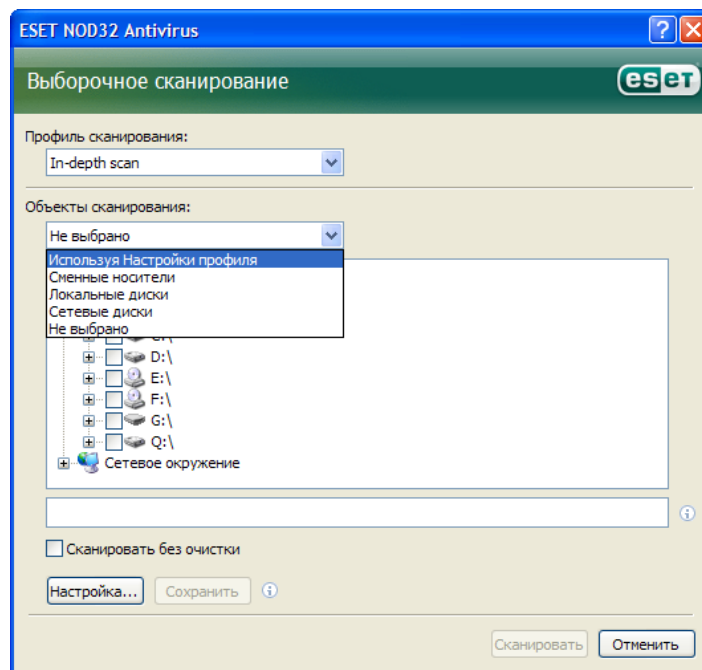 ESET NOD32 Antivirus
Выборочное сканирование
eseT
Профиль сканирования:
In-depth scan
Объекты сканирования:
Не выбрано
Используя Настройки профиля
Сменные носители
Локальные диски
Сетевые диски
Не выбрано
D:\
E:\
F:\
G:\
Q:\
Сетевое окружение
Сканировать без очистки
Настройка...
Сохранить
Сканировать
Отменить